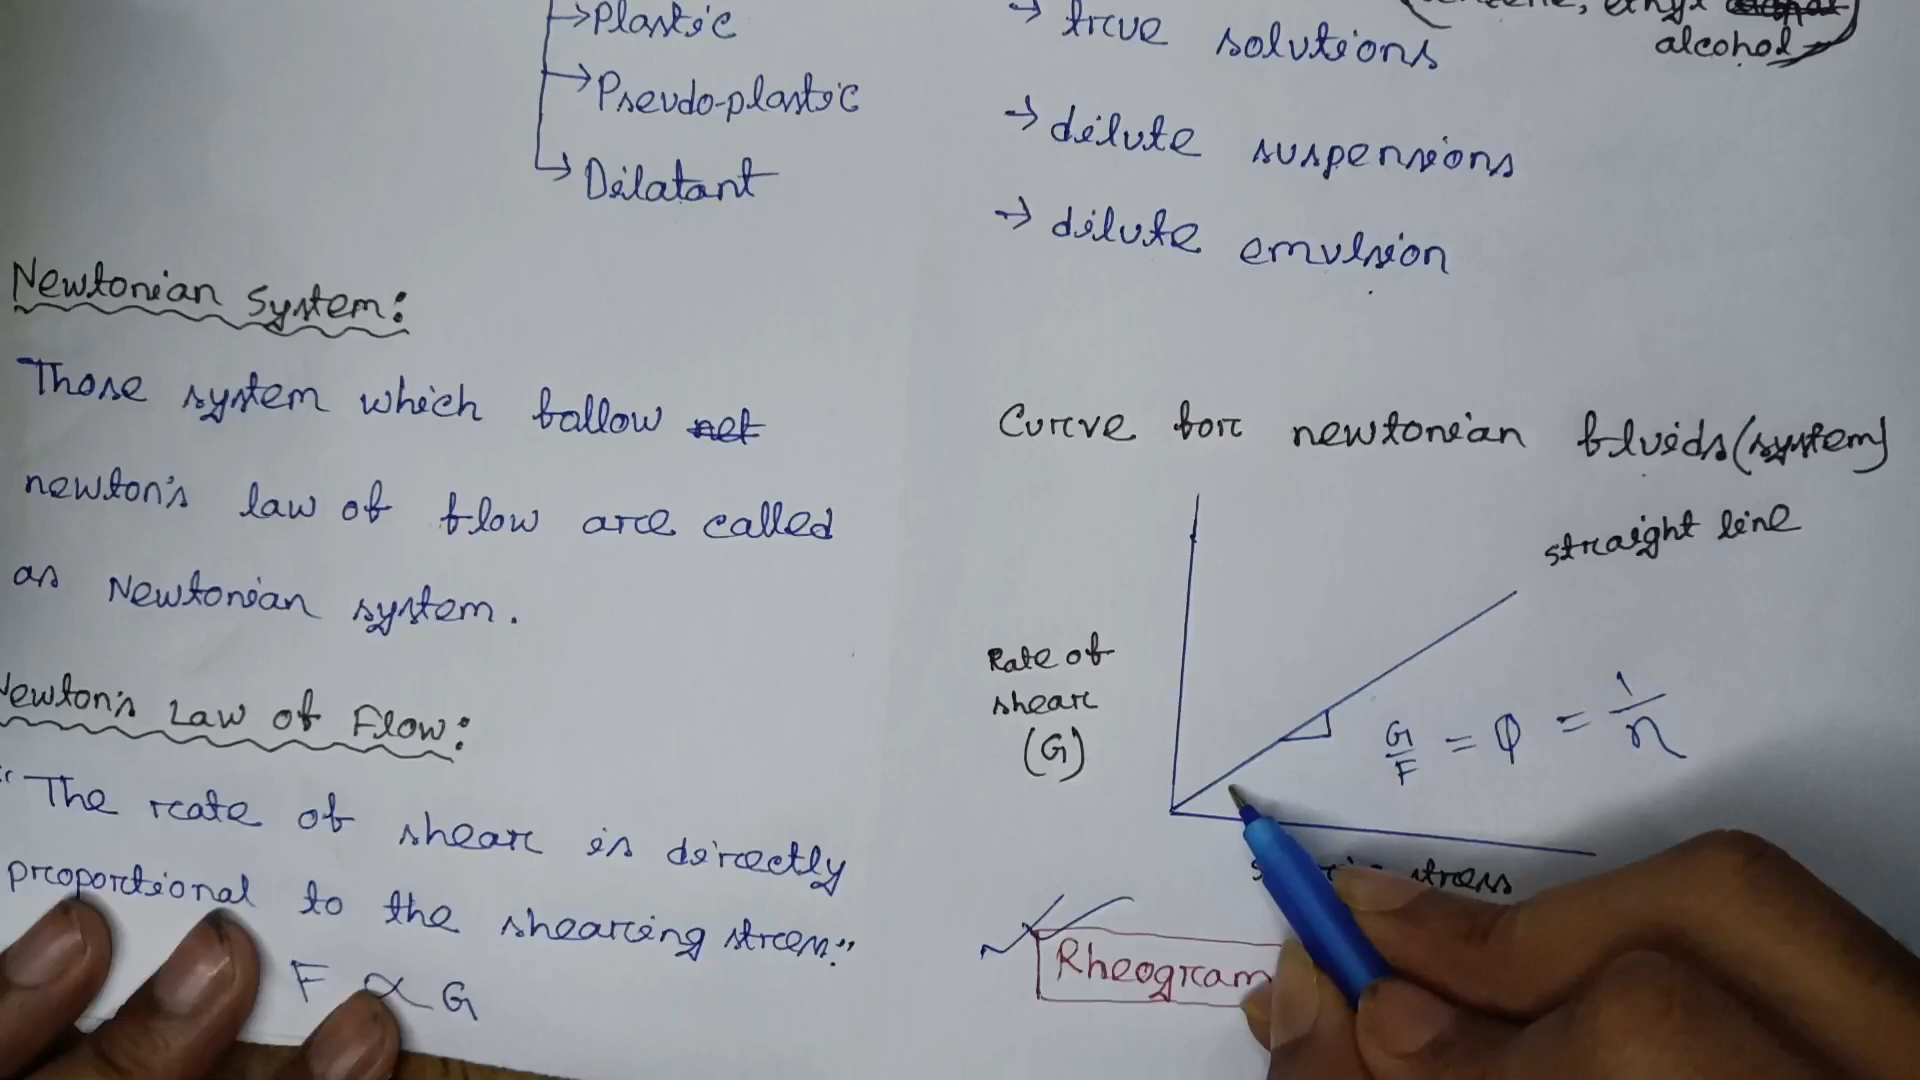 →Plastic
→Pseudo-plastic
→Dilatant
Newtonian System:
Those system which follow net
newton's law of flow are called
as Newtonian system.
Newton's Law of Flow:
"The rate of shear is directly
proportional to the shearing stress."
F ∝ G
alcohol
→ true solutions
→ dilute suspensions
→ dilute emulsion
Curve for newtonian fluids (system)
straight line
Rate of
shear
(G)
G/F = φ = 1/η
stress
Rheogram